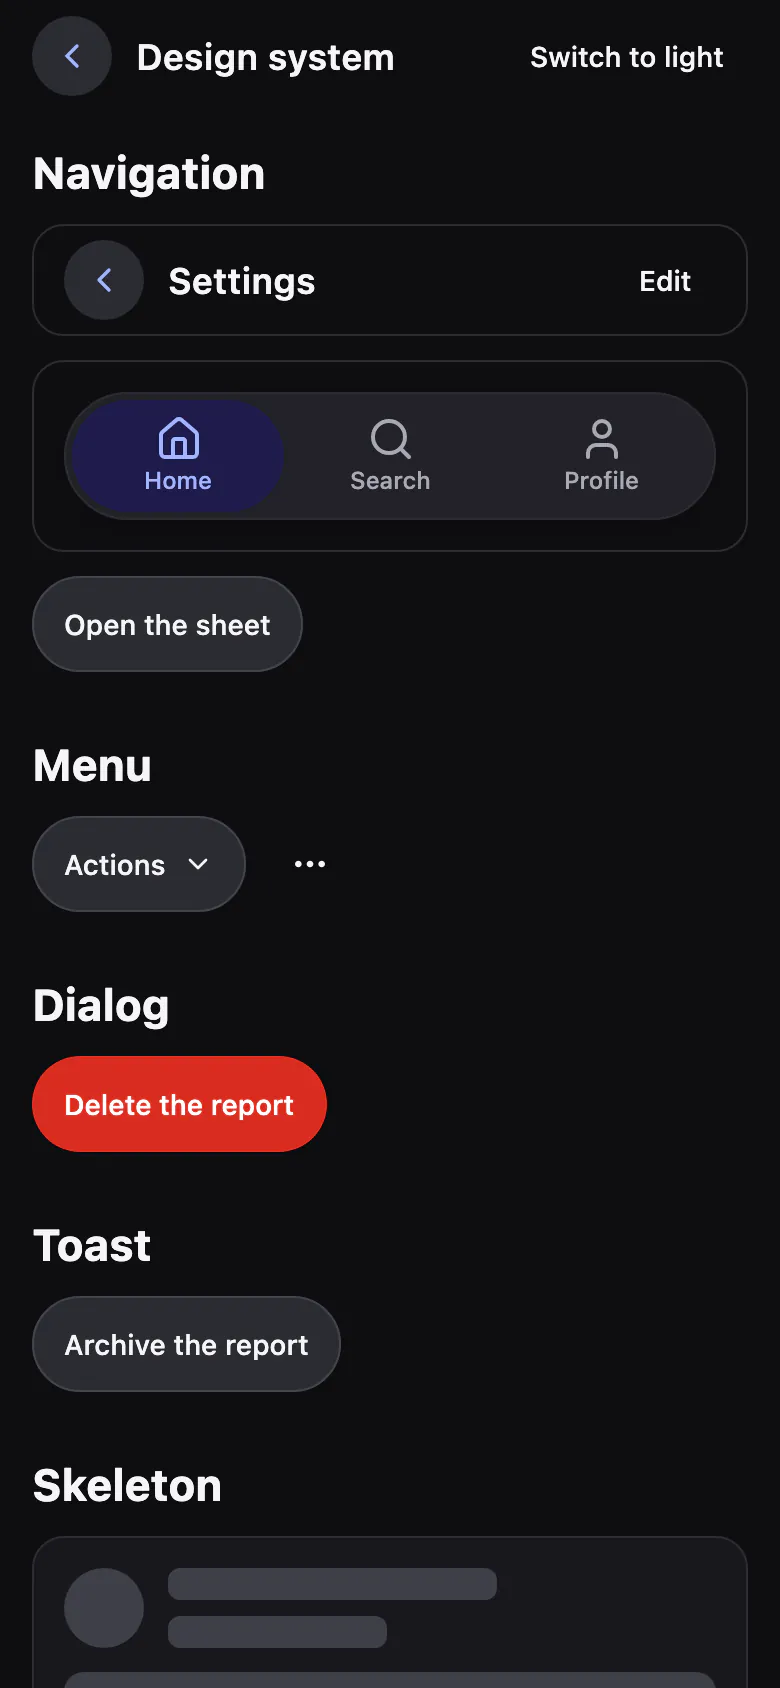 Design system
Switch to light
Navigation
Settings
Edit
Home
Search
Profile
Open the sheet
Menu
Actions
Dialog
Delete the report
Toast
Archive the report
Skeleton